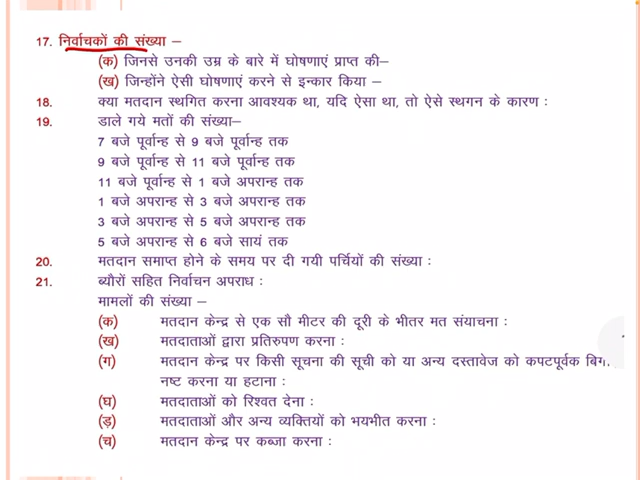 17. निर्वाचकों की संख्या –
(क) जिनसे उनकी उम्र के बारे में घोषणाएं प्राप्त की–
(ख) जिन्होंने ऐसी घोषणाएं करने से इन्कार किया –
18. क्या मतदान स्थगित करना आवश्यक था, यदि ऐसा था, तो ऐसे स्थगन के कारण :
19. डाले गये मतों की संख्या–
7 बजे पूर्वान्ह से 9 बजे पूर्वान्ह तक
9 बजे पूर्वान्ह से 11 बजे पूर्वान्ह तक
11 बजे पूर्वान्ह से 1 बजे अपरान्ह तक
1 बजे अपरान्ह से 3 बजे अपरान्ह तक
3 बजे अपरान्ह से 5 बजे अपरान्ह तक
5 बजे अपरान्ह से 6 बजे सायं तक
20. मतदान समाप्त होने के समय पर दी गयी पर्चियों की संख्या :
21. ब्यौरों सहित निर्वाचन अपराध :
मामलों की संख्या –
(क) मतदान केन्द्र से एक सौ मीटर की दूरी के भीतर मत संयाचना :
(ख) मतदाताओं द्वारा प्रतिरुपण करना :
(ग) मतदान केन्द्र पर किसी सूचना की सूची को या अन्य दस्तावेज को कपटपूर्वक
नष्ट करना या हटाना :
(घ) मतदाताओं को रिश्वत देना :
(ड़) मतदाताओं और अन्य व्यक्तियों को भयभीत करना :
(च) मतदान केन्द्र पर कब्जा करना :